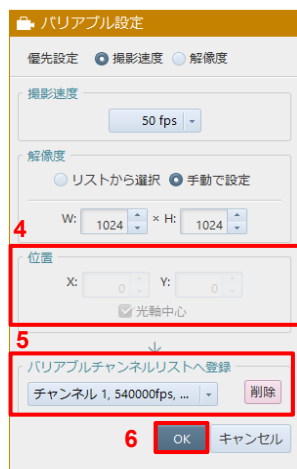 バリアブル設定
優先設定 撮影速度 解像度
撮影速度
50 fps
解像度
リストから選択 手動で設定
W: 1024 × H: 1024
4
位置
X: 0 Y: 0
光軸中心
5
バリアブルチャンネルリストへ登録
チャンネル 1, 540000fps, ... 削除
6 OK キャンセル